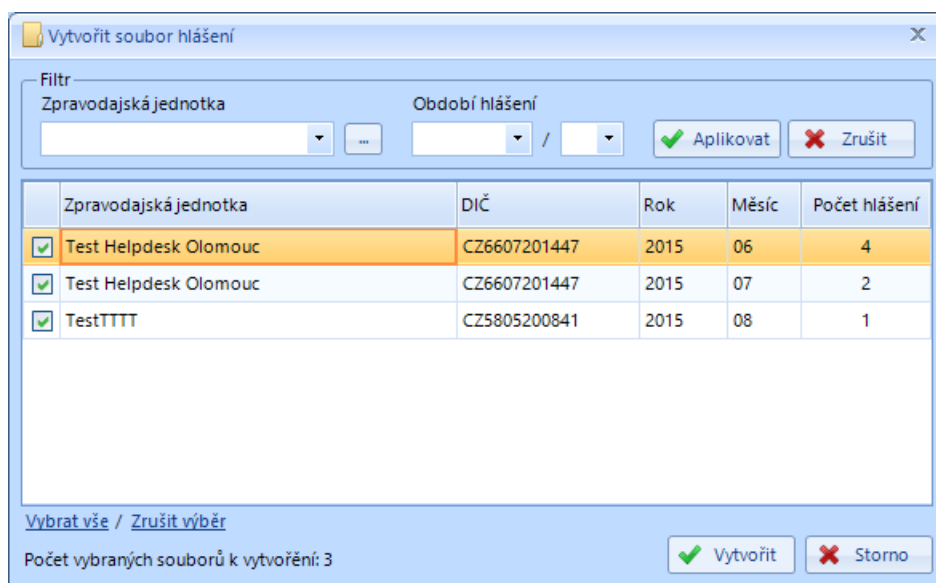 Vytvořit soubor hlášení
Filtr
Zpravodajská jednotka Období hlášení
... / Aplikovat Zrušit
Zpravodajská jednotka DIČ Rok Měsíc Počet hlášení
Test Helpdesk Olomouc CZ6607201447 2015 06 4
Test Helpdesk Olomouc CZ6607201447 2015 07 2
TestTTTT CZ5805200841 2015 08 1
Vybrat vše / Zrušit výběr
Počet vybraných souborů k vytvořění: 3 Vytvořit Storno